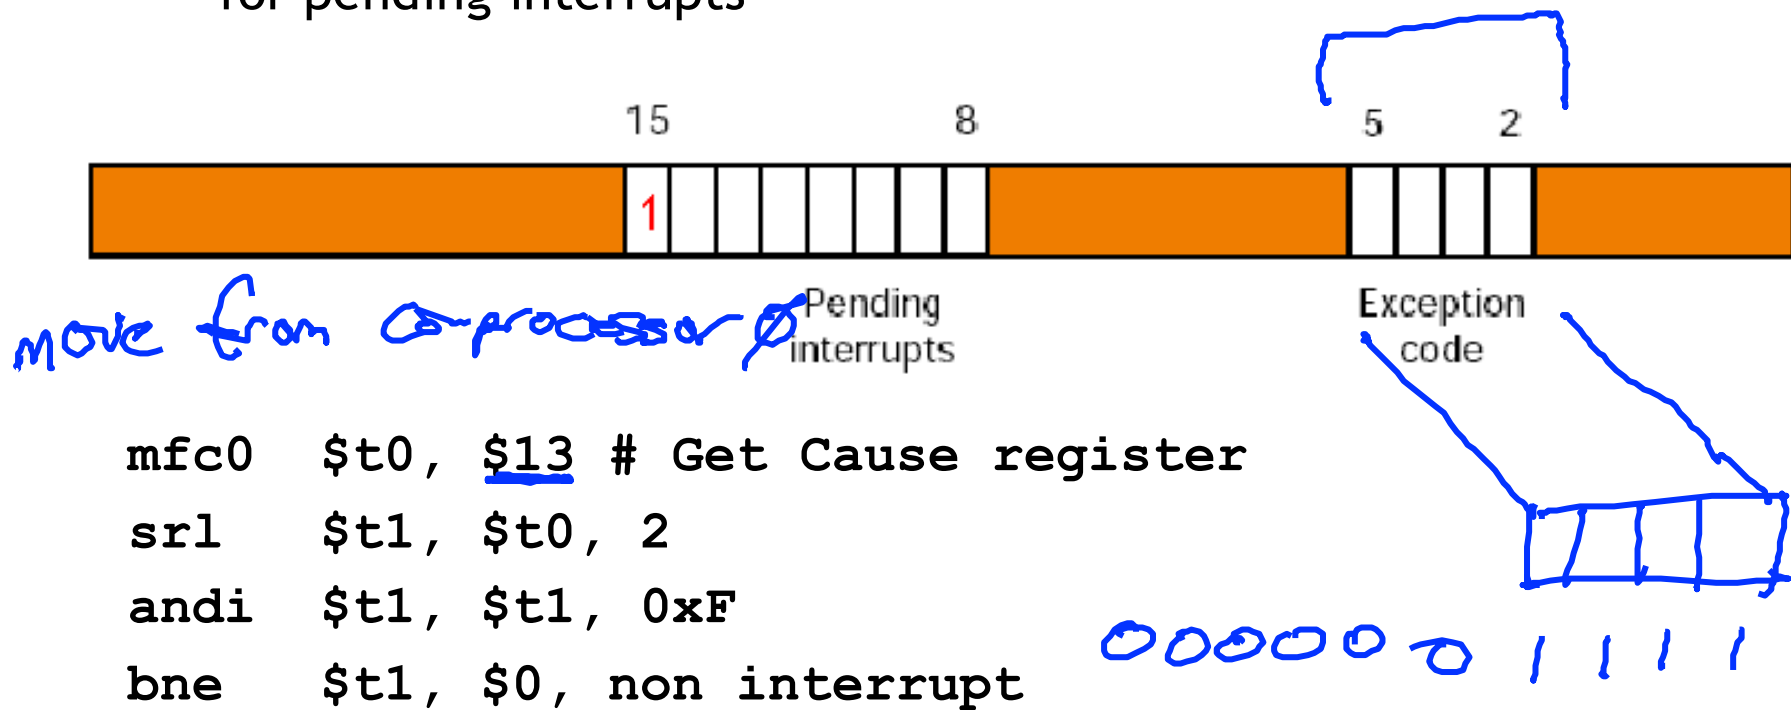 for pending interrupts
15 8 5 2
1
Pending
interrupts
Exception
code
move from coprocessor 0
mfc0 $t0, $13 # Get Cause register
srl $t1, $t0, 2
andi $t1, $t1, 0xF
000000 1111
bne $t1, $0, non interrupt